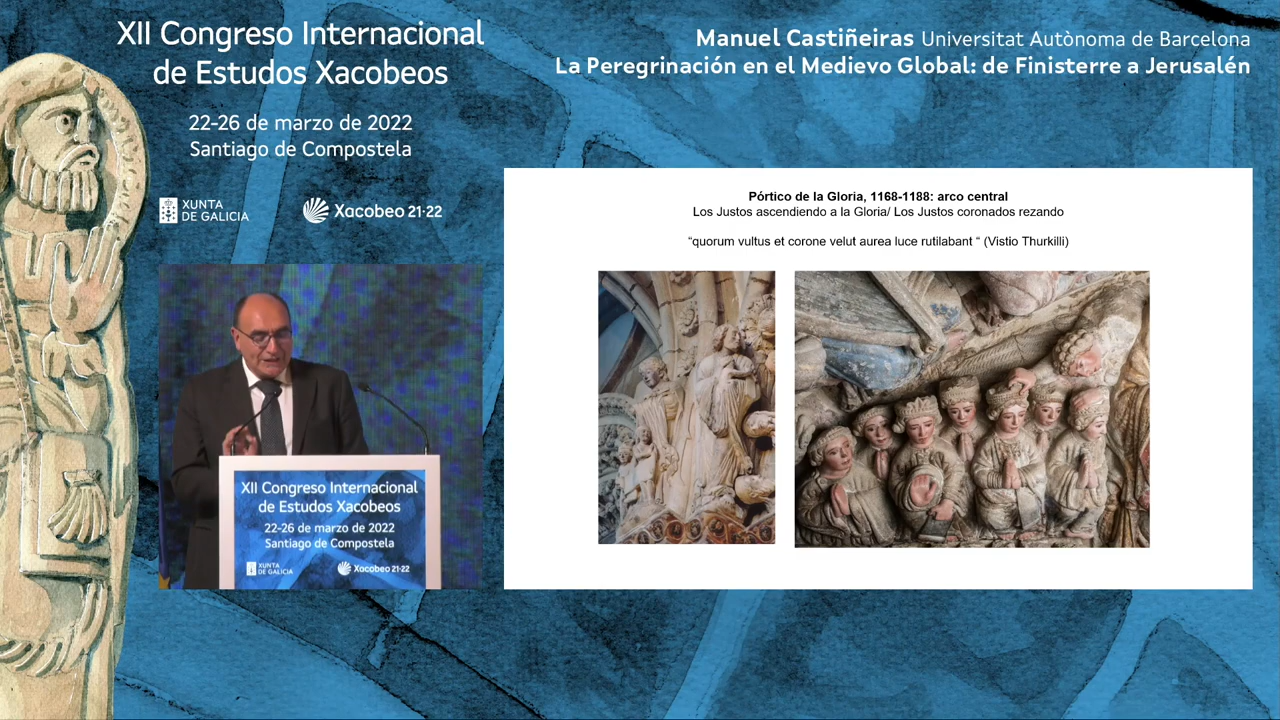 XII Congreso Internacional
de Estudos Xacobeos
22-26 de marzo de 2022
Santiago de Compostela
XUNTA
DE GALICIA
Xacobeo 21·22
Manuel Castiñeiras Universitat Autònoma de Barcelona
La Peregrinación en el Medievo Global: de Finisterre a Jerusalén
Pórtico de la Gloria, 1168-1188: arco central
Los Justos ascendiendo a la Gloria/ Los Justos coronados rezando
“quorum vultus et corone velut aurea luce rutilabant “ (Vistio Thurkilli)
XII Congreso Internacional
de Estudos Xacobeos
22-26 de marzo de 2022
Santiago de Compostela
XUNTA
DE GALICIA
Xacobeo 21·22